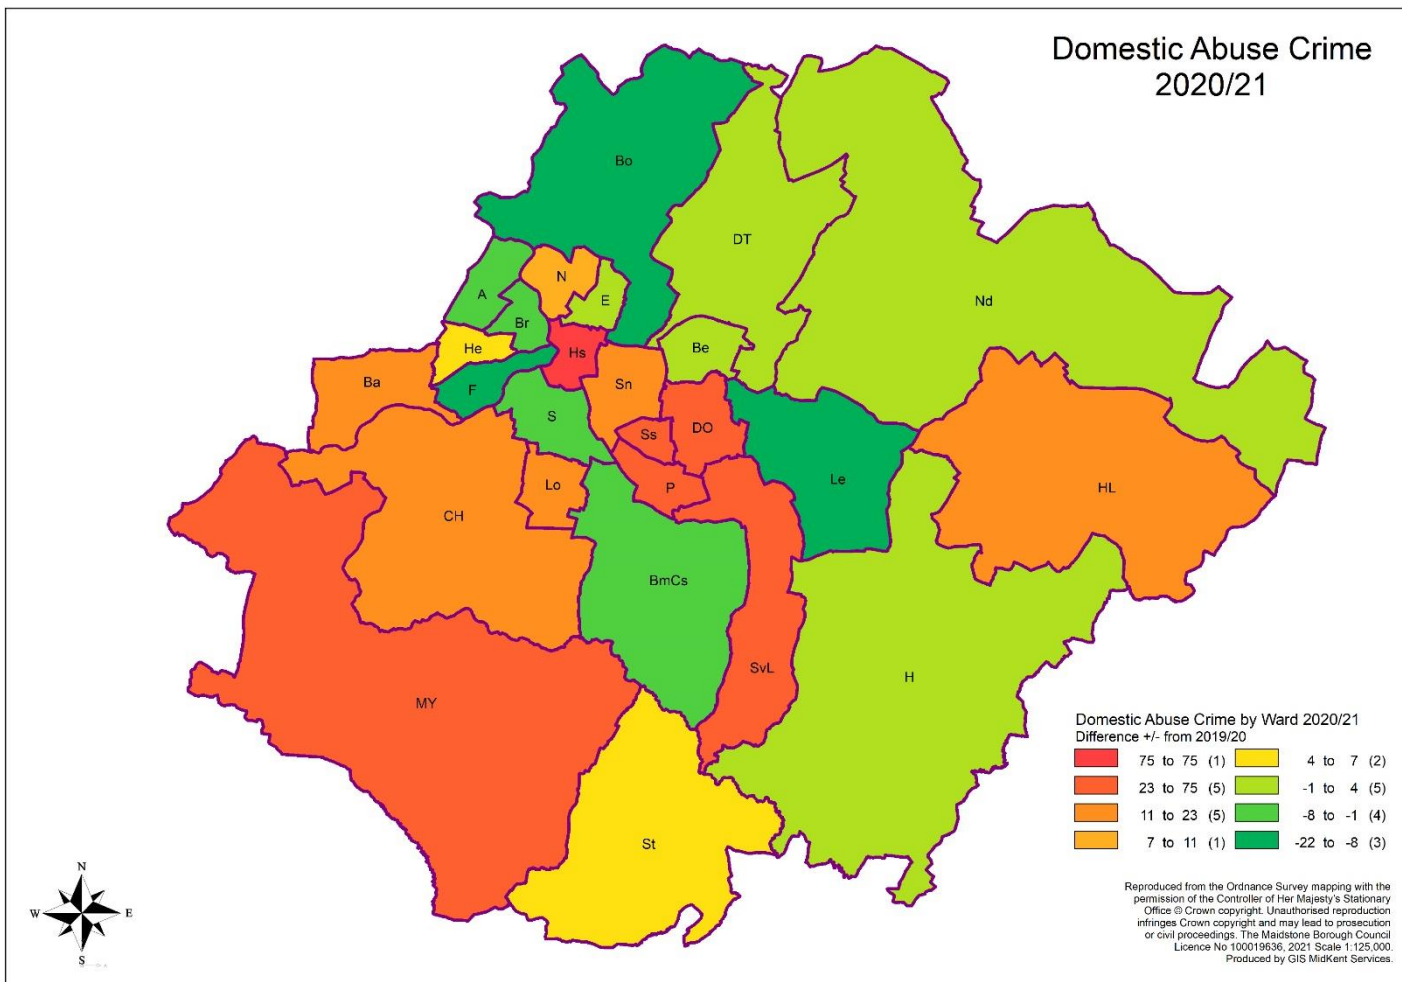 Domestic Abuse Crime
2020/21
Bo
DT
Nd
N
E
A
Br
He
Hs
Be
Ba
F
Sn
S
Ss
DO
Le
Lo
P
HL
CH
BmCs
SvL
H
MY
St
Domestic Abuse Crime by Ward 2020/21
Difference +/- from 2019/20
75 to 75 (1)
23 to 75 (5)
11 to 23 (5)
7 to 11 (1)
4 to 7 (2)
-1 to 4 (5)
-8 to -1 (4)
-22 to -8 (3)
N
W E
S
Reproduced from the Ordnance Survey mapping with the
permission of the Controller of Her Majesty's Stationary
Office © Crown copyright. Unauthorised reproduction
infringes Crown copyright and may lead to prosecution
or civil proceedings. The Maidstone Borough Council
Licence No 100019636, 2021 Scale 1:125,000.
Produced by GIS MidKent Services.